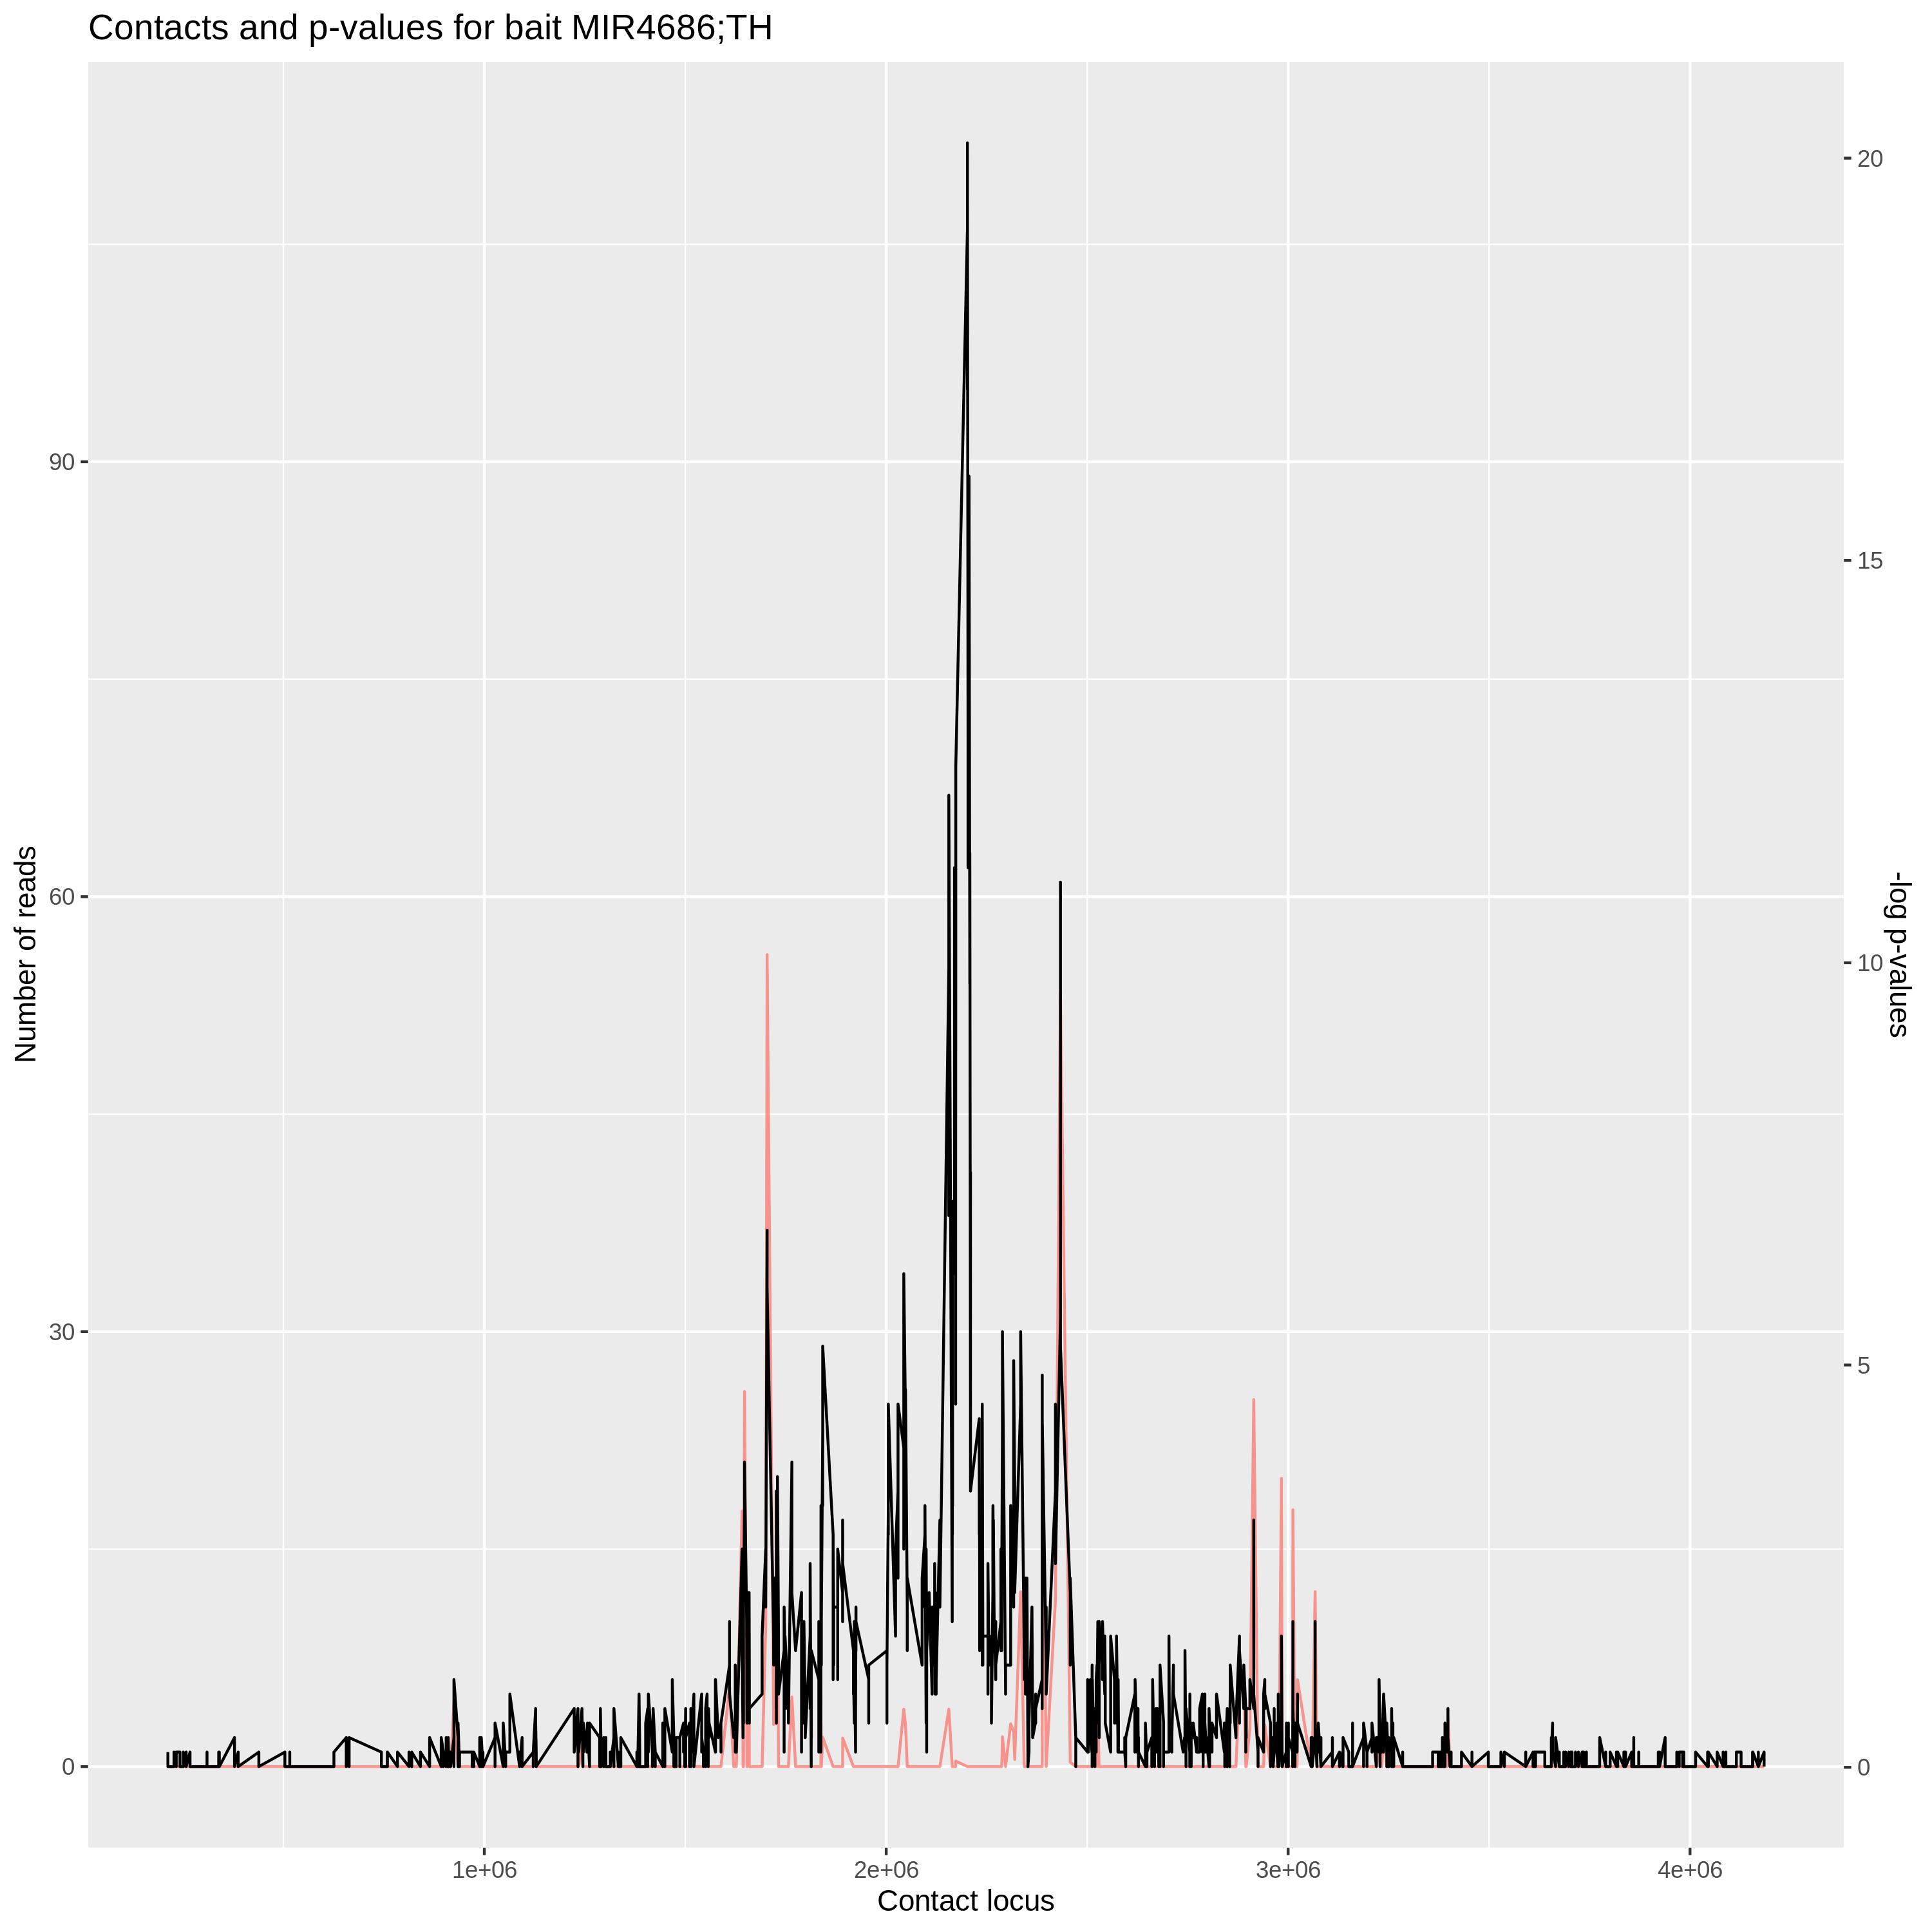 Contacts and p-values for bait MIR4686;TH
Number of reads
90
60
30
0
20
15
10
5
0
-log p-values
1e+06
2e+06
3e+06
4e+06
Contact locus